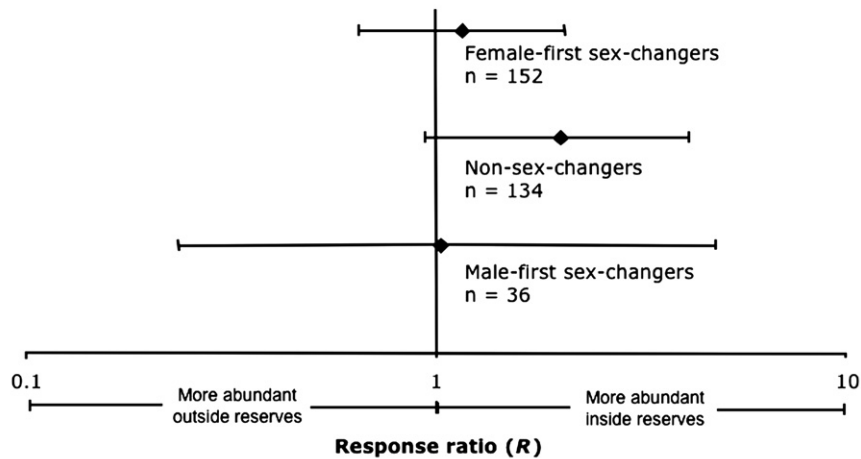 Female-first sex-changers
n = 152
Non-sex-changers
n = 134
Male-first sex-changers
n = 36
0.1
1
10
More abundant
outside reserves
More abundant
inside reserves
Response ratio (R)